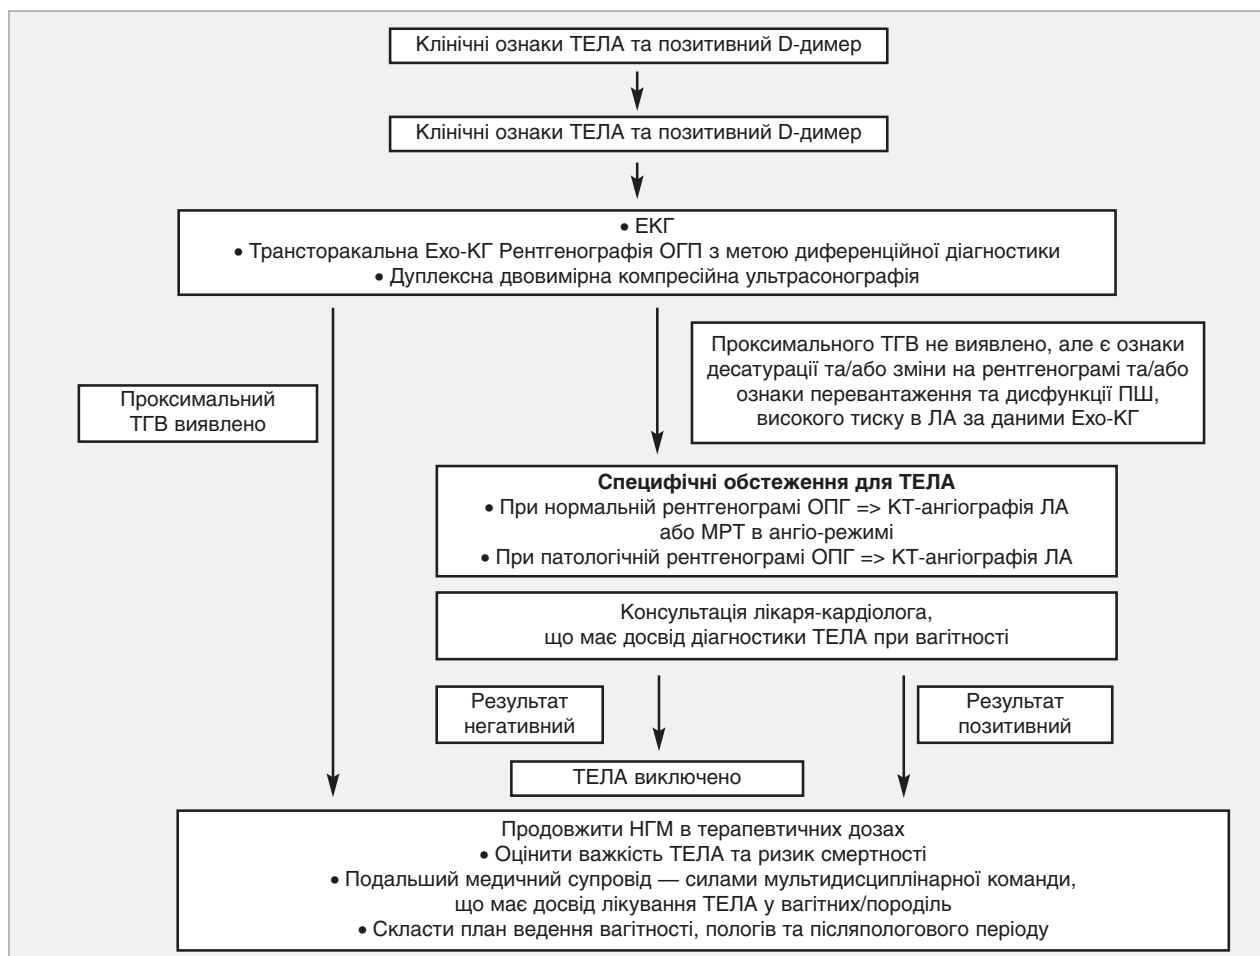 Клінічні ознаки ТЕЛА та позитивний D-димер
Клінічні ознаки ТЕЛА та позитивний D-димер
• ЕКГ
• Трансторакальна Ехо-КГ Рентгенографія ОГП з метою диференційної діагностики
• Дуплексна двовимірна компресійна ультрасонографія
Проксимального ТГВ не виявлено, але є ознаки
десатурації та/або зміни на рентгенограмі та/або
ознаки перевантаження та дисфункції ПШ,
високого тиску в ЛА за даними Ехо-КГ
Проксимальний
ТГВ виявлено
Специфічні обстеження для ТЕЛА
• При нормальній рентгенограмі ОПГ => КТ-ангіографія ЛА
або МРТ в ангіо-режимі
• При патологічній рентгенограмі ОПГ => КТ-ангіографія ЛА
Консультація лікаря-кардіолога,
що має досвід діагностики ТЕЛА при вагітності
Результат
негативний
Результат
позитивний
ТЕЛА виключено
Продовжити НГМ в терапевтичних дозах
• Оцінити важкість ТЕЛА та ризик смертності
• Подальший медичний супровід — силами мультидисциплінарної команди,
що має досвід лікування ТЕЛА у вагітних/породіль
• Скласти план ведення вагітності, пологів та післяпологового періоду